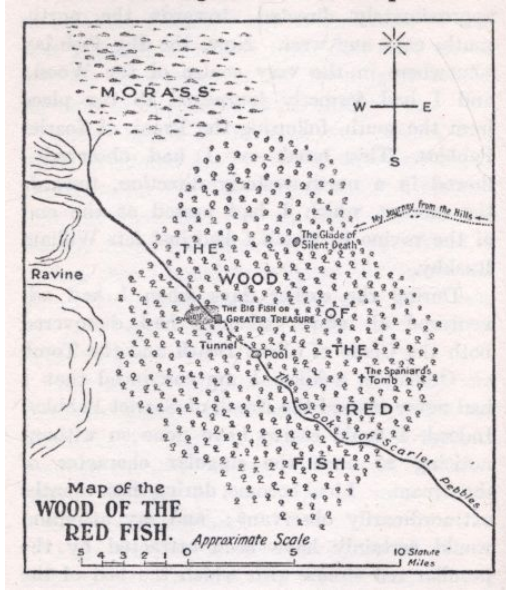 MORASS
W E
S
My Journey from the Hills
The Glade of
Silent Death
THE
WOOD
Ravine
THE BIG FISH OR
GREATER TREASURE
OF
Tunnel
Pool
THE
The Spaniard's
Tomb
RED
The Brook of Scarlet Pebbles
FISH
Map of the
WOOD OF THE
RED FISH.
Approximate Scale
5 4 3 2 1 0 10 Statute
Miles